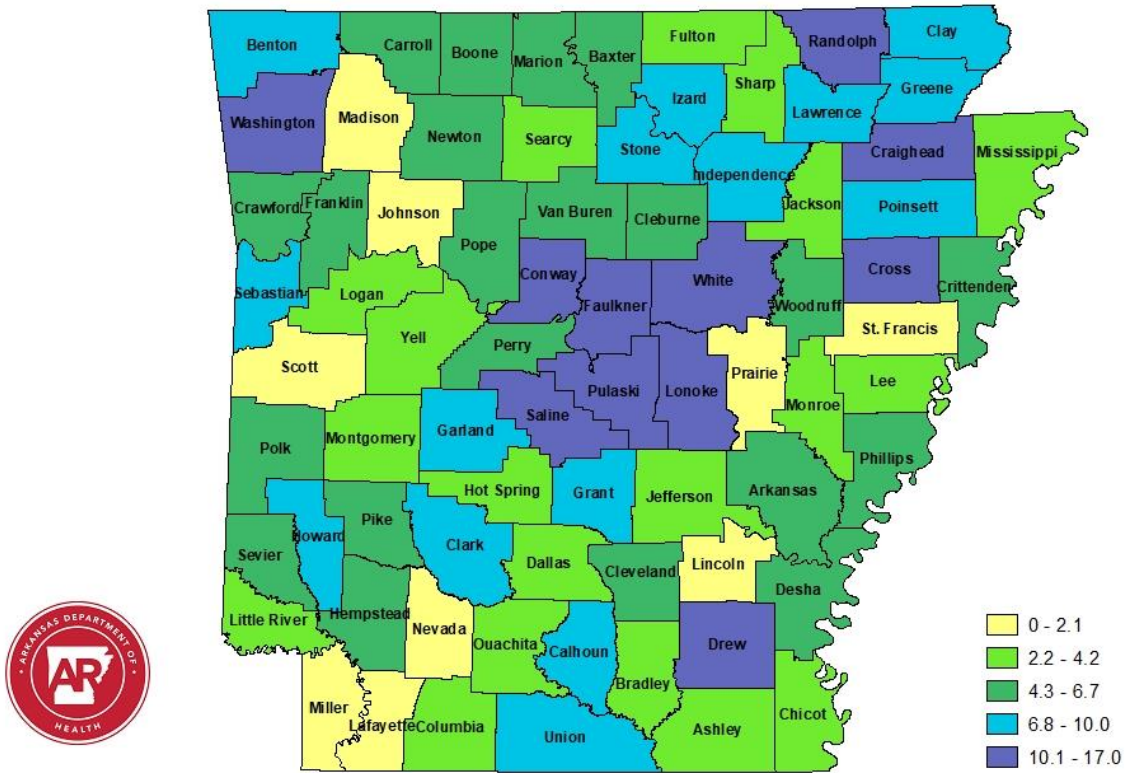 Benton
Carroll
Boone
Marion
Baxter
Fulton
Randolph
Clay
Sharp
Izard
Lawrence
Greene
Washington
Madison
Newton
Searcy
Stone
Independence
Craighead
Mississippi
Crawford
Franklin
Johnson
Pope
Van Buren
Cleburne
Jackson
Poinsett
Sebastian
Logan
Conway
Faulkner
White
Woodruff
Cross
Crittenden
Scott
Yell
Perry
Prairie
St. Francis
Saline
Pulaski
Lonoke
Monroe
Lee
Polk
Montgomery
Garland
Hot Spring
Grant
Jefferson
Arkansas
Phillips
Howard
Pike
Clark
Dallas
Cleveland
Lincoln
Desha
Sevier
Little River
Hempstead
Nevada
Ouachita
Calhoun
Bradley
Drew
Chicot
Miller
Lafayette
Columbia
Union
Ashley
ARKANSAS DEPARTMENT OF
AR
HEALTH
0 - 2.1
2.2 - 4.2
4.3 - 6.7
6.8 - 10.0
10.1 - 17.0